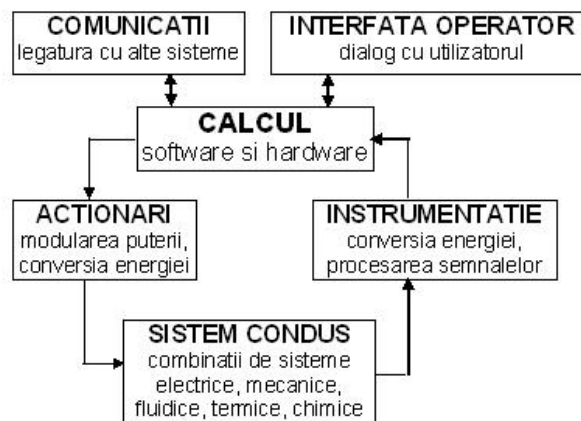 COMUNICATII
legatura cu alte sisteme
INTERFATA OPERATOR
dialog cu utilizatorul
CALCUL
software si hardware
ACTIONARI
modularea puterii,
conversia energiei
INSTRUMENTATIE
conversia energiei,
procesarea semnalelor
SISTEM CONDUS
combinatii de sisteme
electrice, mecanice,
fluidice, termice, chimice